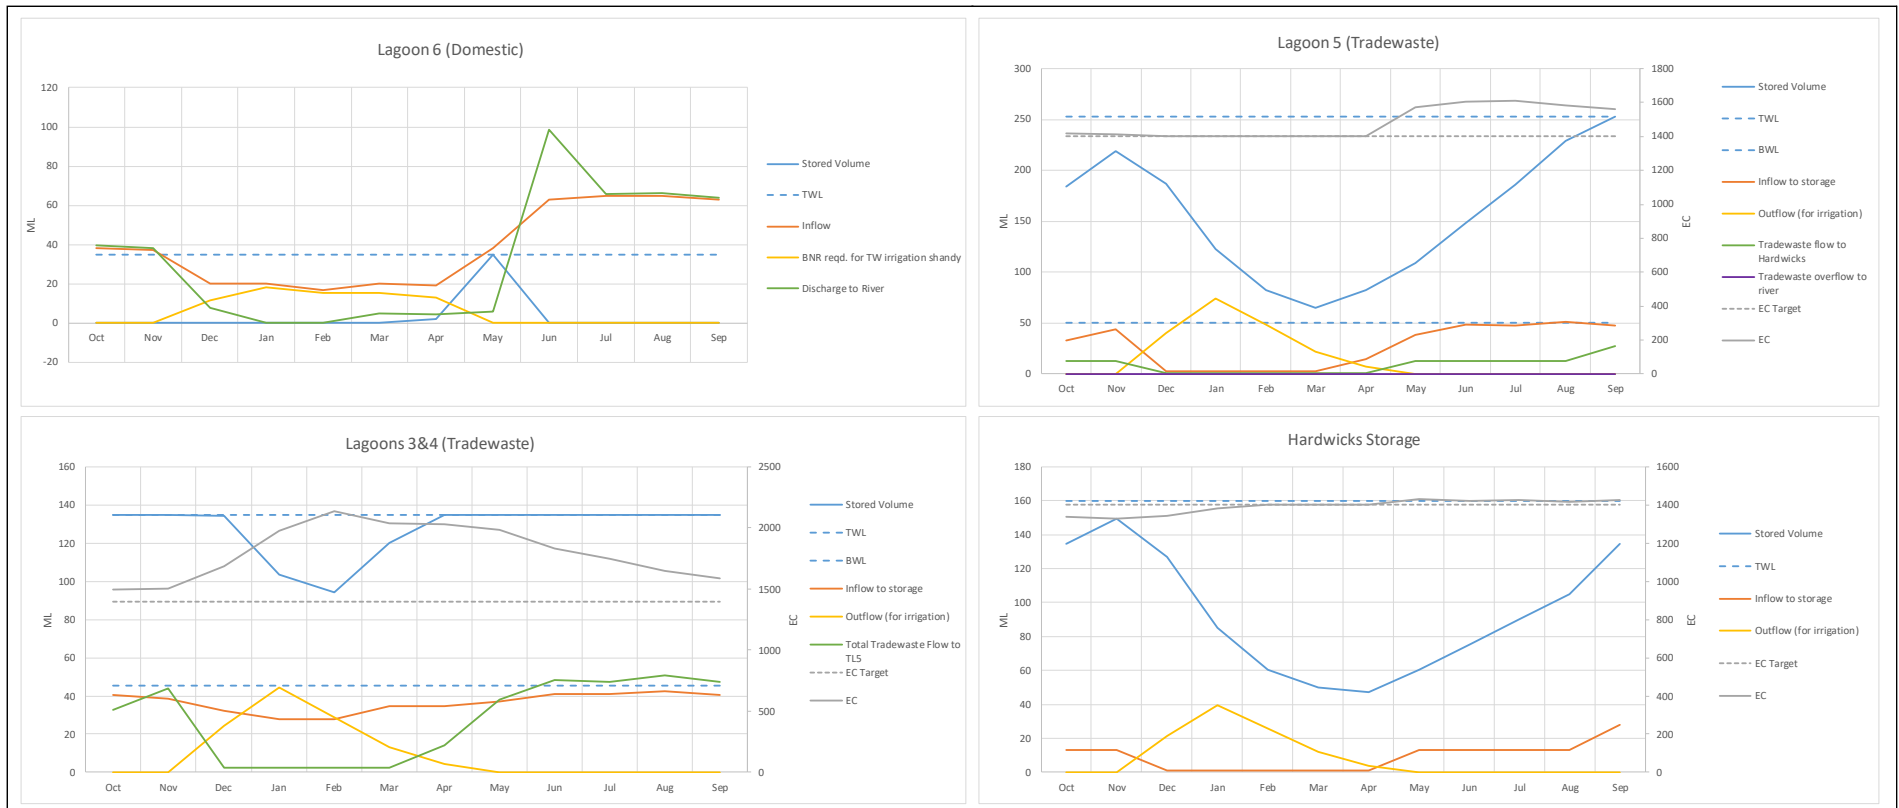 Lagoon 6 (Domestic)
120
100
80
60
40
20
0
-20
ML
Oct Nov Dec Jan Feb Mar Apr May Jun Jul Aug Sep
Stored Volume
TWL
Inflow
BNR reqd. for TW irrigation shandy
Discharge to River
Lagoon 5 (Tradewaste)
300
250
200
150
100
50
0
ML
Oct Nov Dec Jan Feb Mar Apr May Jun Jul Aug Sep
1800
1600
1400
1200
1000
800
600
400
200
0
EC
Stored Volume
TWL
BWL
Inflow to storage
Outflow (for irrigation)
Tradewaste flow to
Hardwicks
Tradewaste overflow to
river
EC Target
EC
Lagoons 3&4 (Tradewaste)
160
140
120
100
80
60
40
20
0
ML
Oct Nov Dec Jan Feb Mar Apr May Jun Jul Aug Sep
2500
2000
1500
1000
500
0
EC
Stored Volume
TWL
BWL
Inflow to storage
Outflow (for irrigation)
Total Tradewaste Flow to
TL5
EC Target
EC
Hardwicks Storage
180
160
140
120
100
80
60
40
20
0
ML
Oct Nov Dec Jan Feb Mar Apr May Jun Jul Aug Sep
1600
1400
1200
1000
800
600
400
200
0
EC
Stored Volume
TWL
Inflow to storage
Outflow (for irrigation)
EC Target
EC